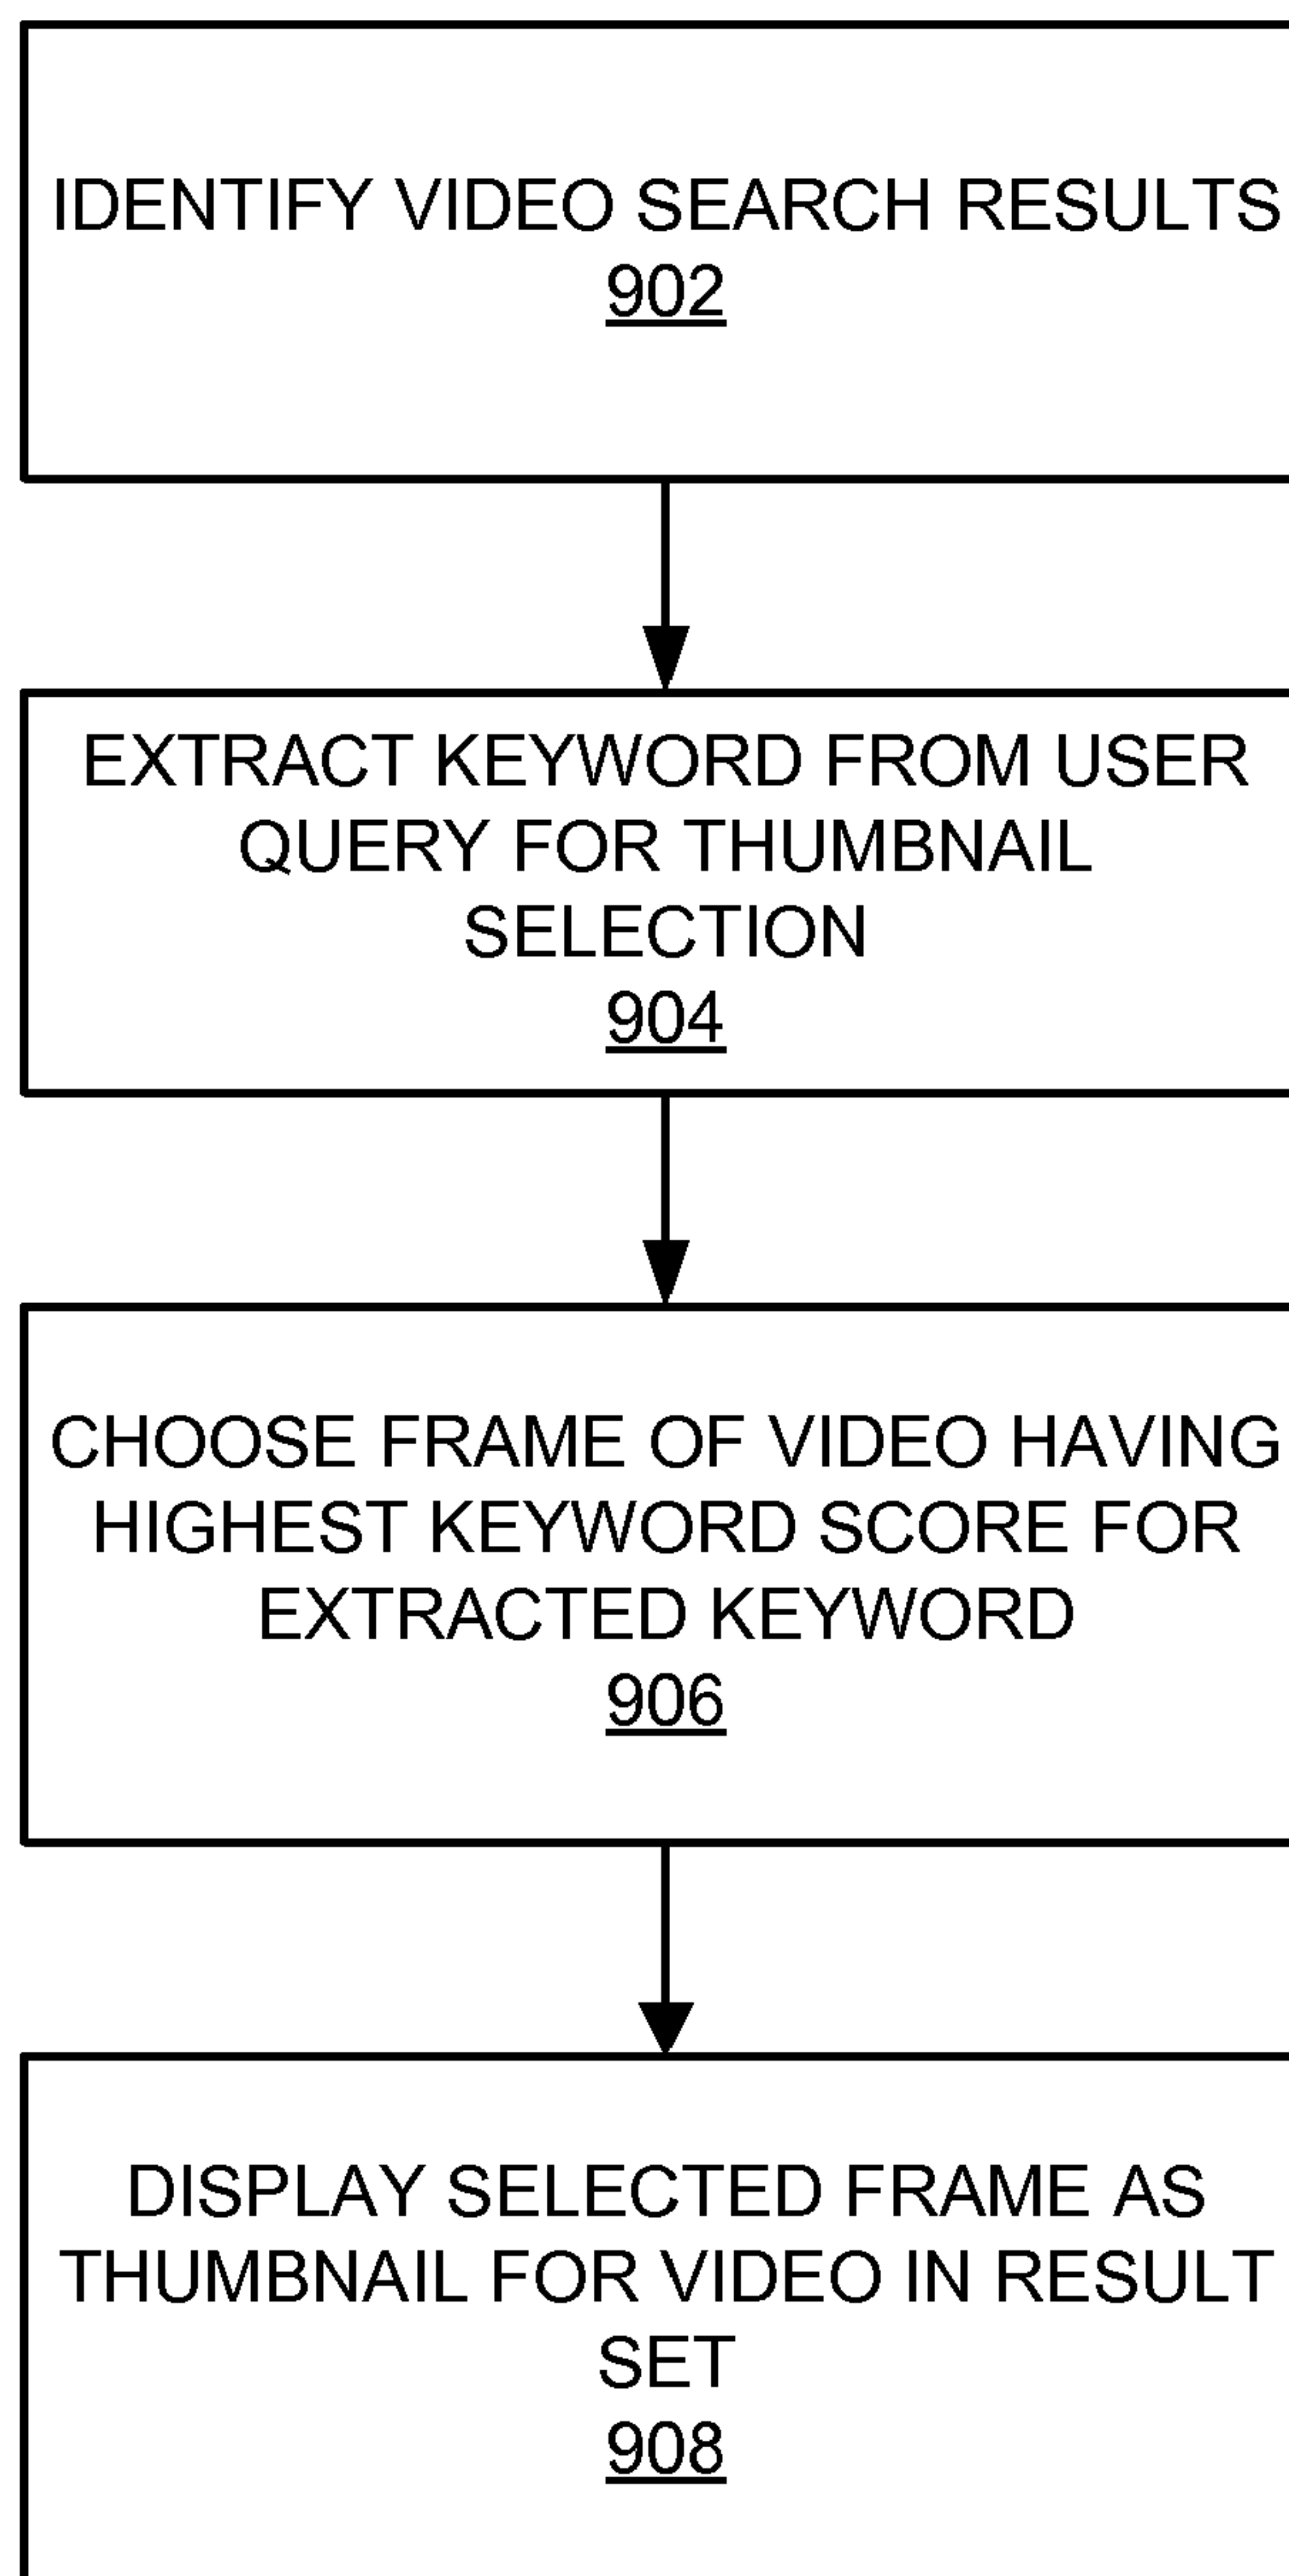 IDENTIFY VIDEO SEARCH RESULTS
902
EXTRACT KEYWORD FROM USER
QUERY FOR THUMBNAIL
SELECTION
904
CHOOSE FRAME OF VIDEO HAVING
HIGHEST KEYWORD SCORE FOR
EXTRACTED KEYWORD
906
DISPLAY SELECTED FRAME AS
THUMBNAIL FOR VIDEO IN RESULT
SET
908